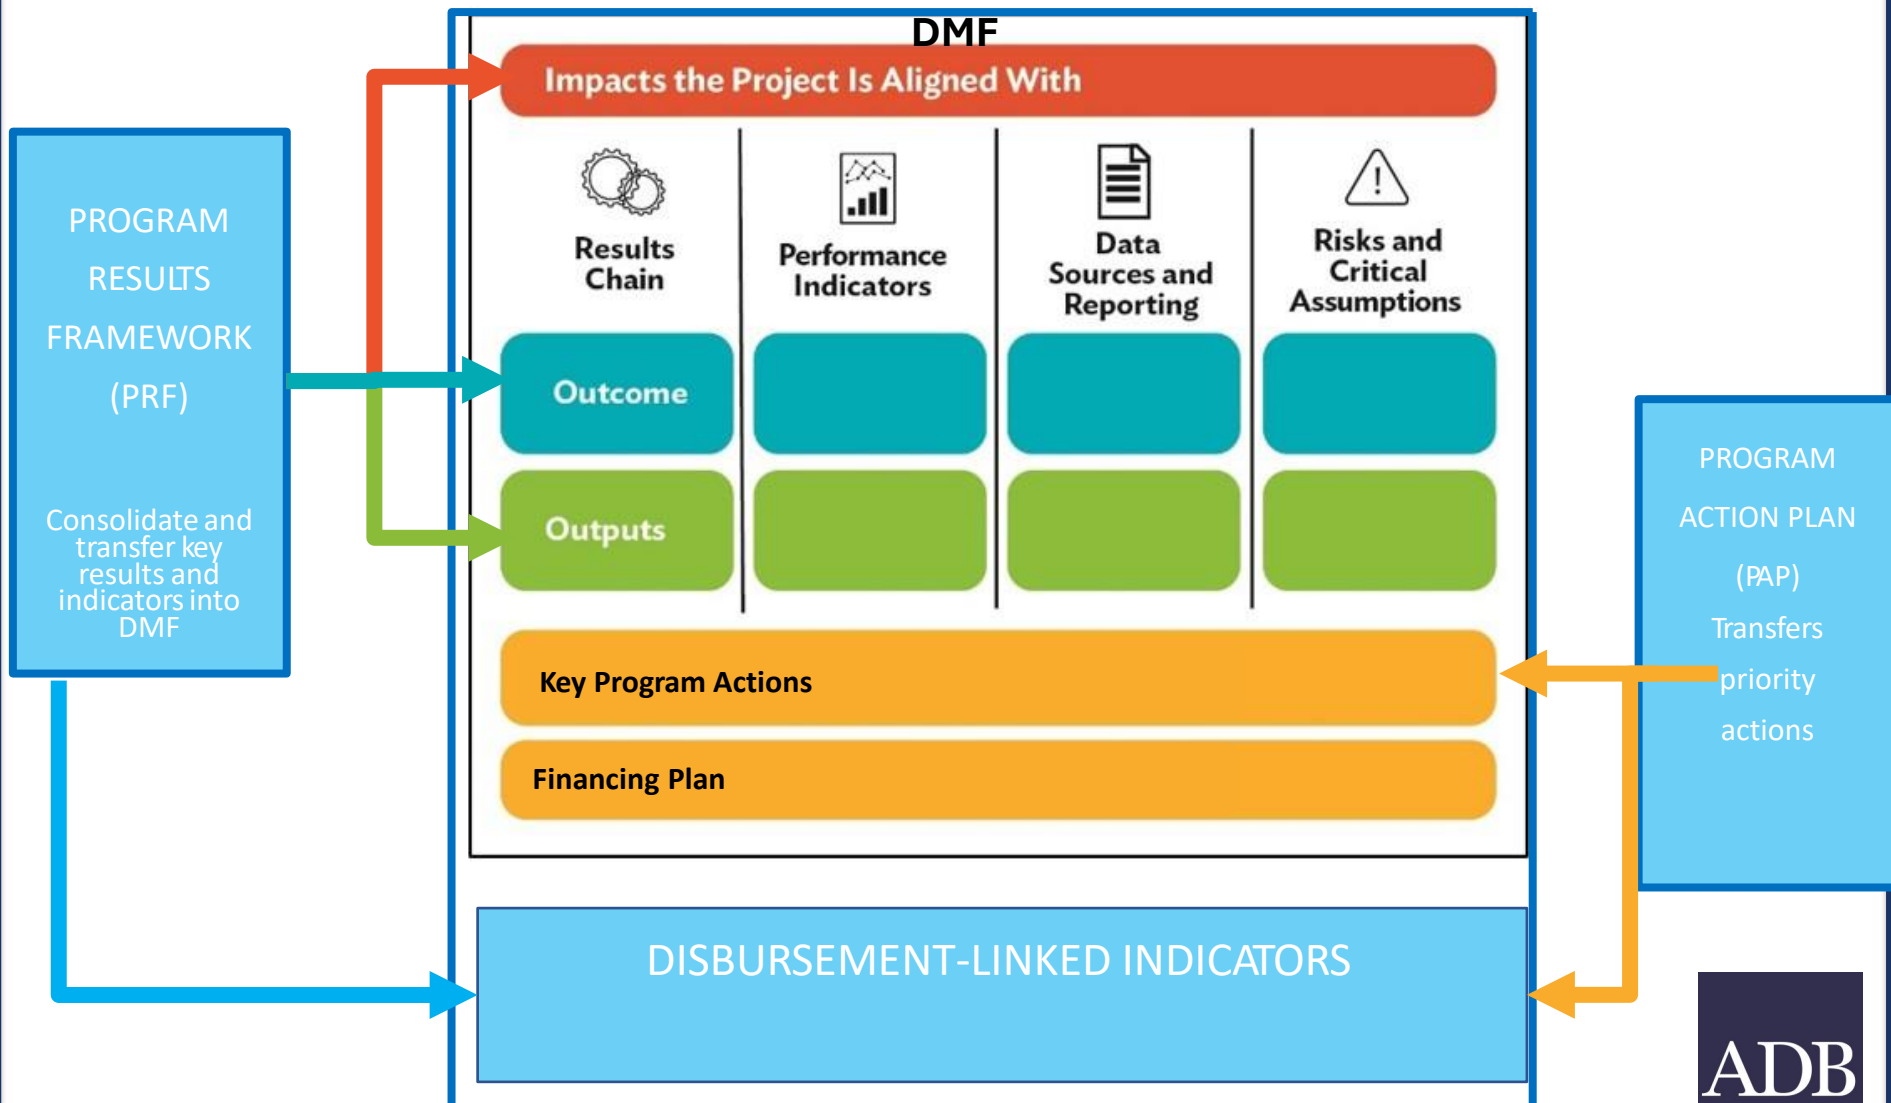 DMF
Impacts the Project Is Aligned With
PROGRAM
RESULTS
FRAMEWORK
(PRF)
Consolidate and
transfer key
results and
indicators into
DMF
Results
Chain
Performance
Indicators
Data
Sources and
Reporting
Risks and
Critical
Assumptions
Outcome
Outputs
Key Program Actions
Financing Plan
PROGRAM
ACTION PLAN
(PAP)
Transfers
priority
actions
DISBURSEMENT-LINKED INDICATORS
ADB